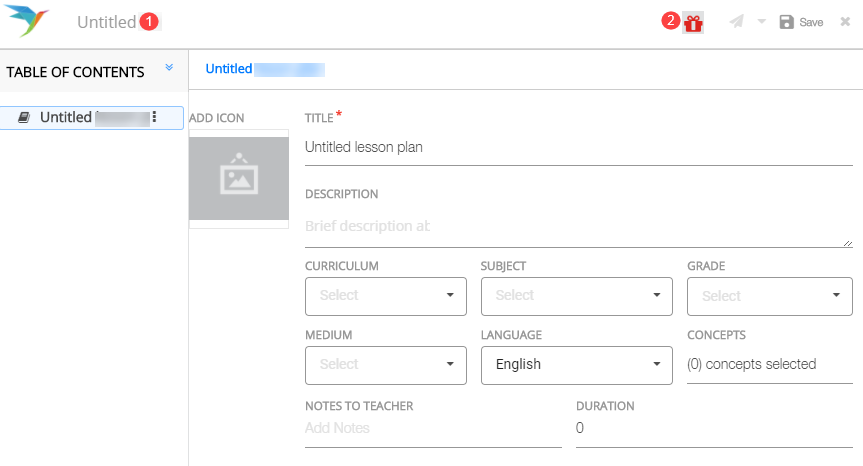 Untitled 1
2
Save
TABLE OF CONTENTS
Untitled
Untitled
ADD ICON
TITLE *
Untitled lesson plan
DESCRIPTION
Brief description at
CURRICULUM SUBJECT GRADE
Select Select Select
MEDIUM LANGUAGE CONCEPTS
Select English (0) concepts selected
NOTES TO TEACHER DURATION
Add Notes 0